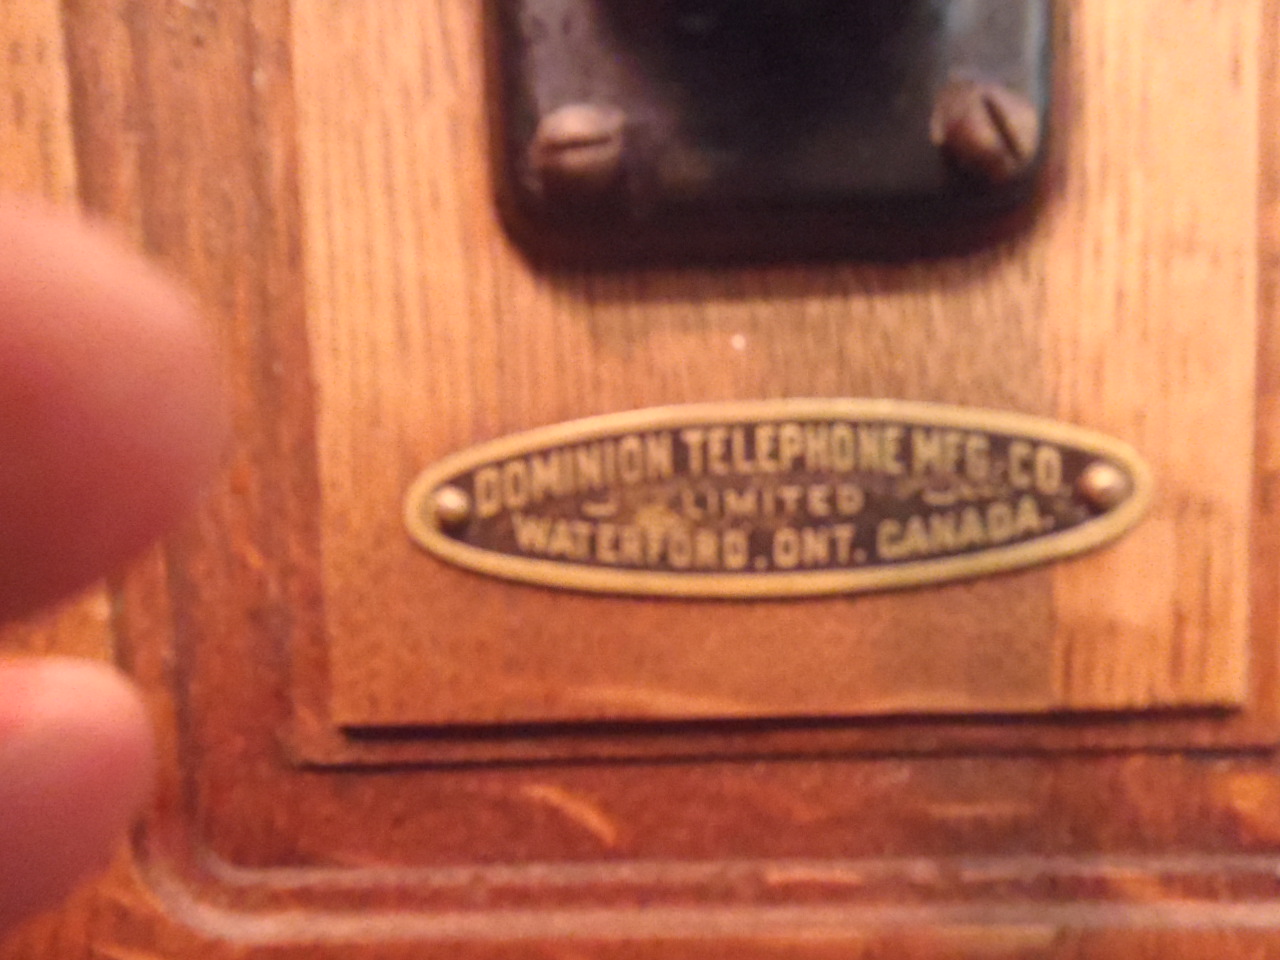 DOMINION TELEPHONE MFG. CO.
LIMITED
WATERFORD, ONT. CANADA.